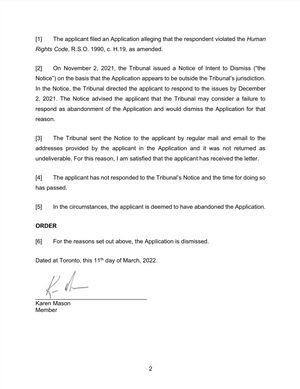 [1] The applicant filed an Application alleging that the respondent violated the Human
Rights Code, R.S.O. 1990, c. H.19, as amended.
[2] On November 2, 2021, the Tribunal issued a Notice of Intent to Dismiss (“the
Notice”) on the basis that the Application appears to be outside the Tribunal’s jurisdiction.
In the Notice, the Tribunal directed the applicant to respond to the issues by December
2, 2021. The Notice advised the applicant that the Tribunal may consider a failure to
respond as abandonment of the Application and would dismiss the Application for that
reason.
[3] The Tribunal sent the Notice to the applicant by regular mail and email to the
addresses provided by the applicant in the Application and it was not returned as
undeliverable. For this reason, I am satisfied that the applicant has received the letter.
[4] The applicant has not responded to the Tribunal’s Notice and the time for doing so
has passed.
[5] In the circumstances, the applicant is deemed to have abandoned the Application.
ORDER
[6] For the reasons set out above, the Application is dismissed.
Dated at Toronto, this 11th day of March, 2022.
Karen Mason
Member
2